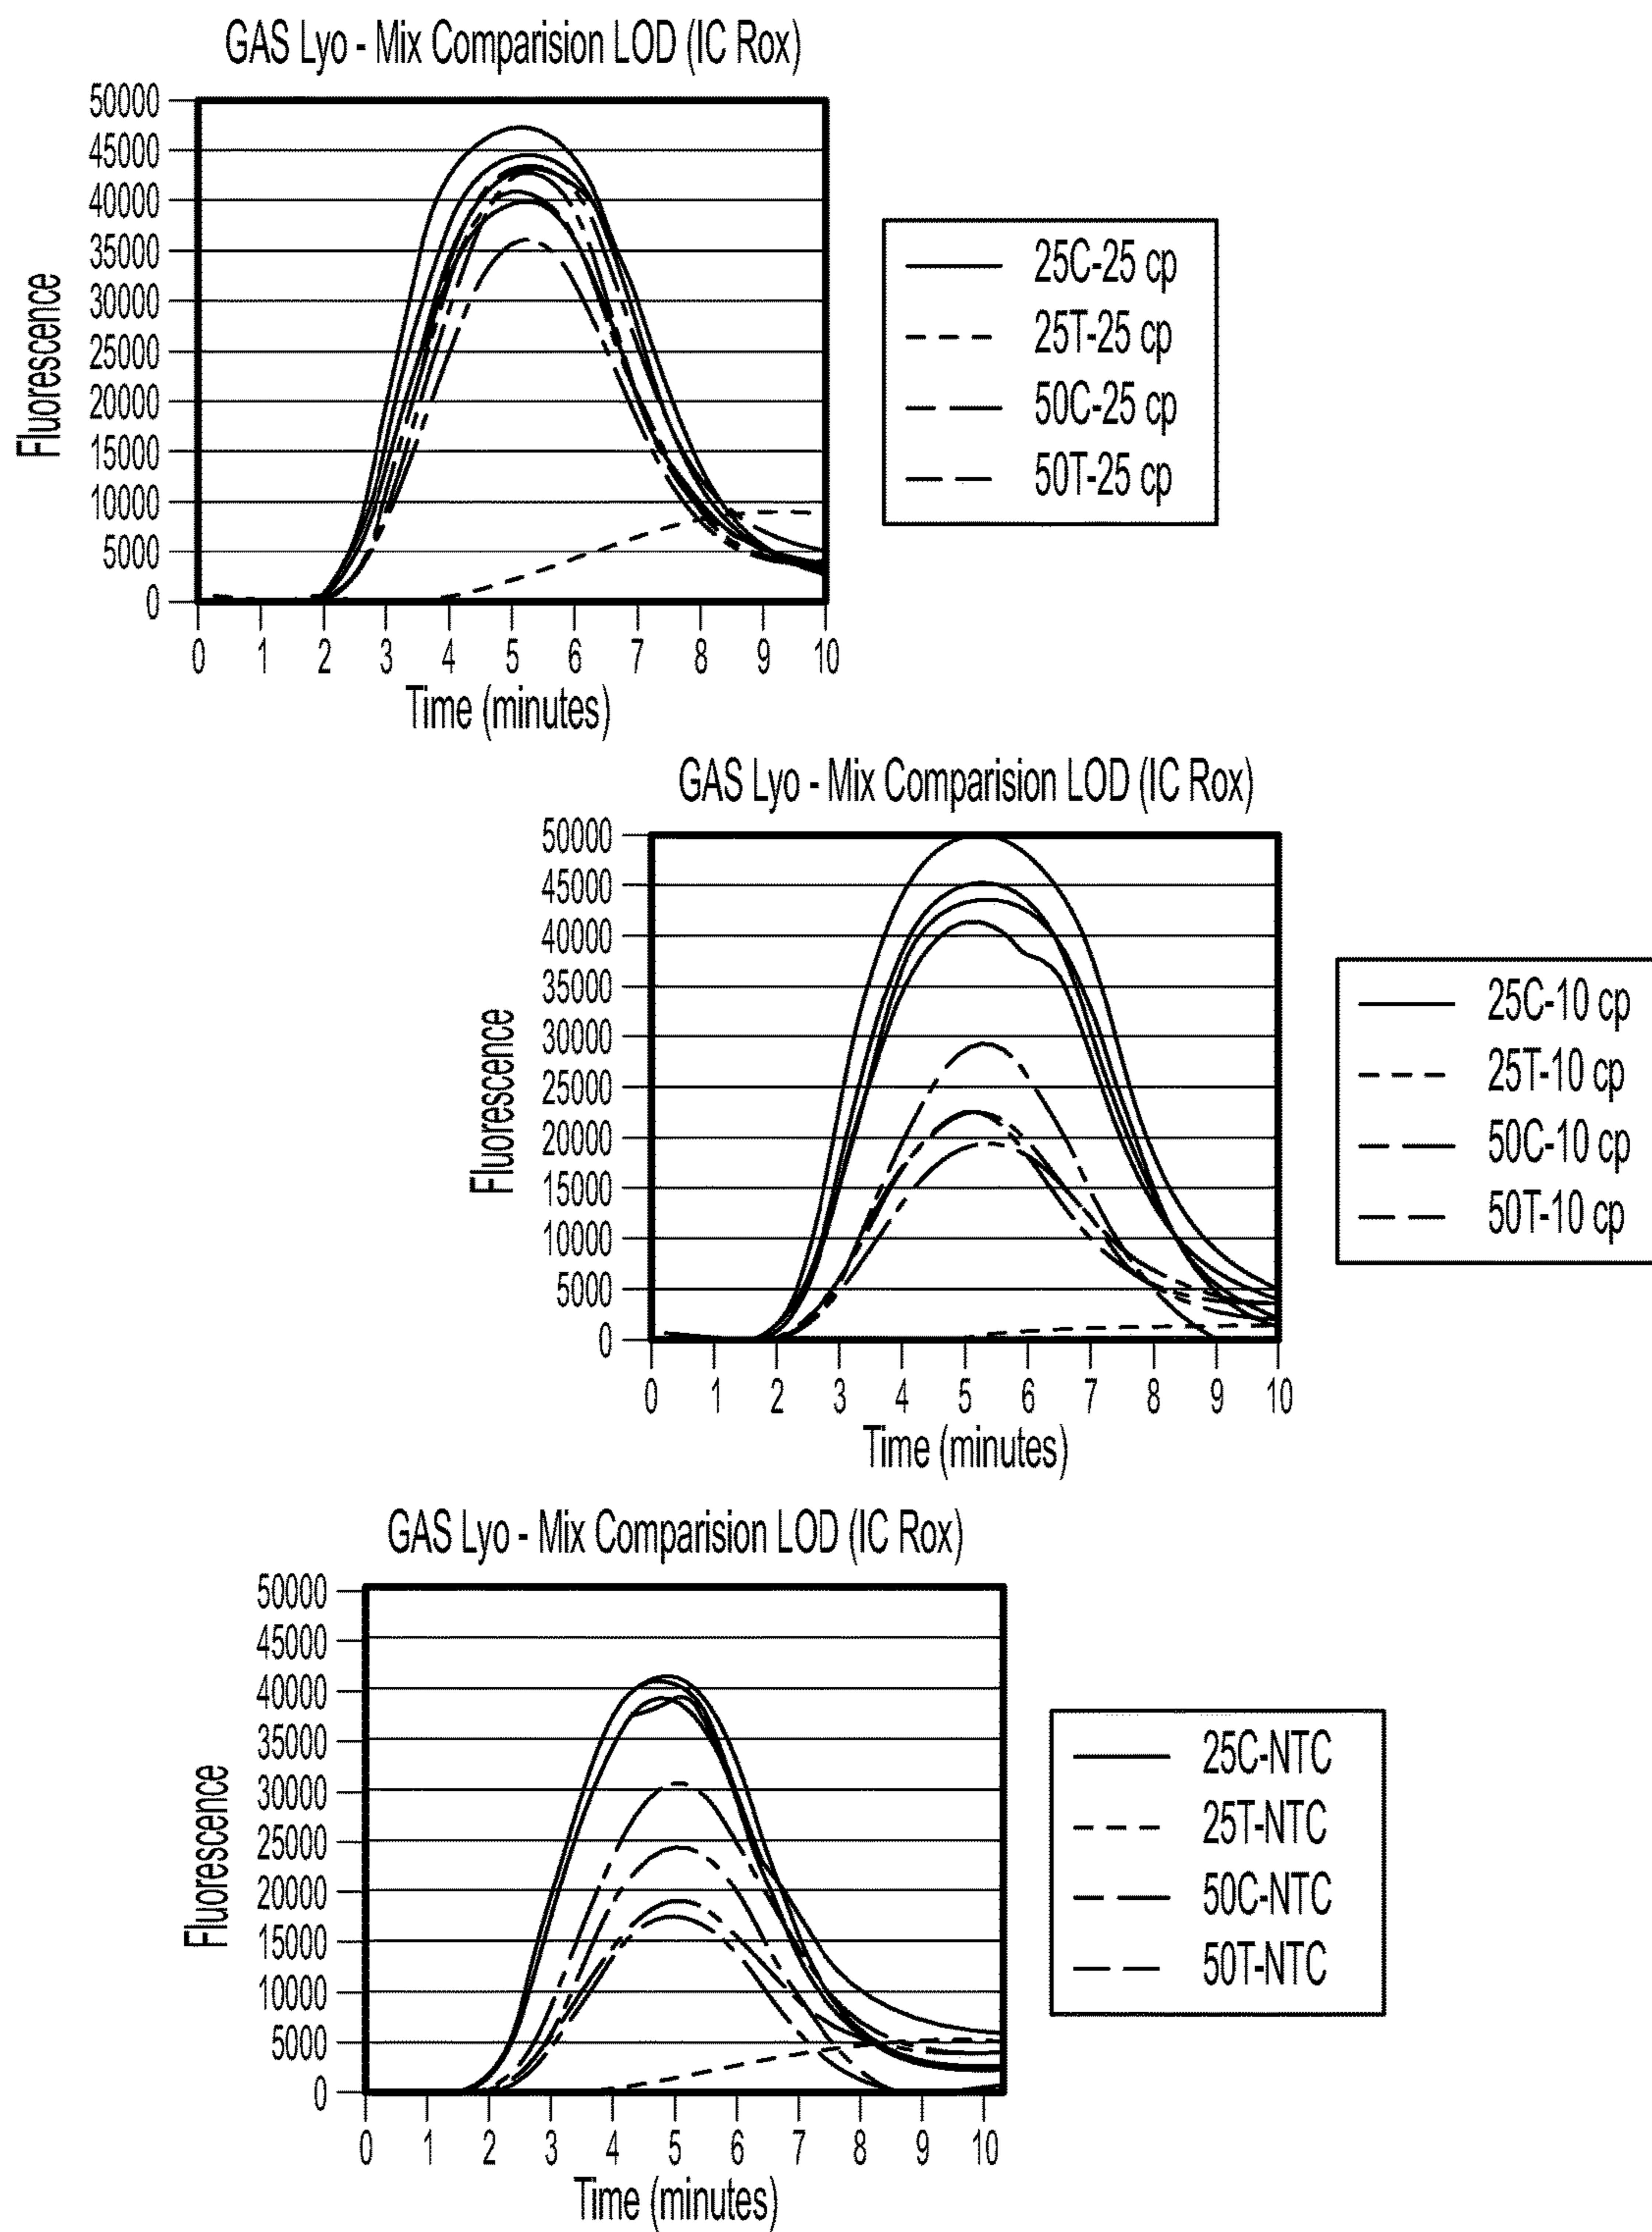 GAS Lyo - Mix Comparision LOD (IC Rox)
50000
45000
40000
35000
30000
25000
20000
15000
10000
5000
0
Fluorescence
0 1 2 3 4 5 6 7 8 9 10
Time (minutes)
25C-25 cp
25T-25 cp
50C-25 cp
50T-25 cp
GAS Lyo - Mix Comparision LOD (IC Rox)
50000
45000
40000
35000
30000
25000
20000
15000
10000
5000
0
Fluorescence
0 1 2 3 4 5 6 7 8 9 10
Time (minutes)
25C-10 cp
25T-10 cp
50C-10 cp
50T-10 cp
GAS Lyo - Mix Comparision LOD (IC Rox)
50000
45000
40000
35000
30000
25000
20000
15000
10000
5000
0
Fluorescence
0 1 2 3 4 5 6 7 8 9 10
Time (minutes)
25C-NTC
25T-NTC
50C-NTC
50T-NTC